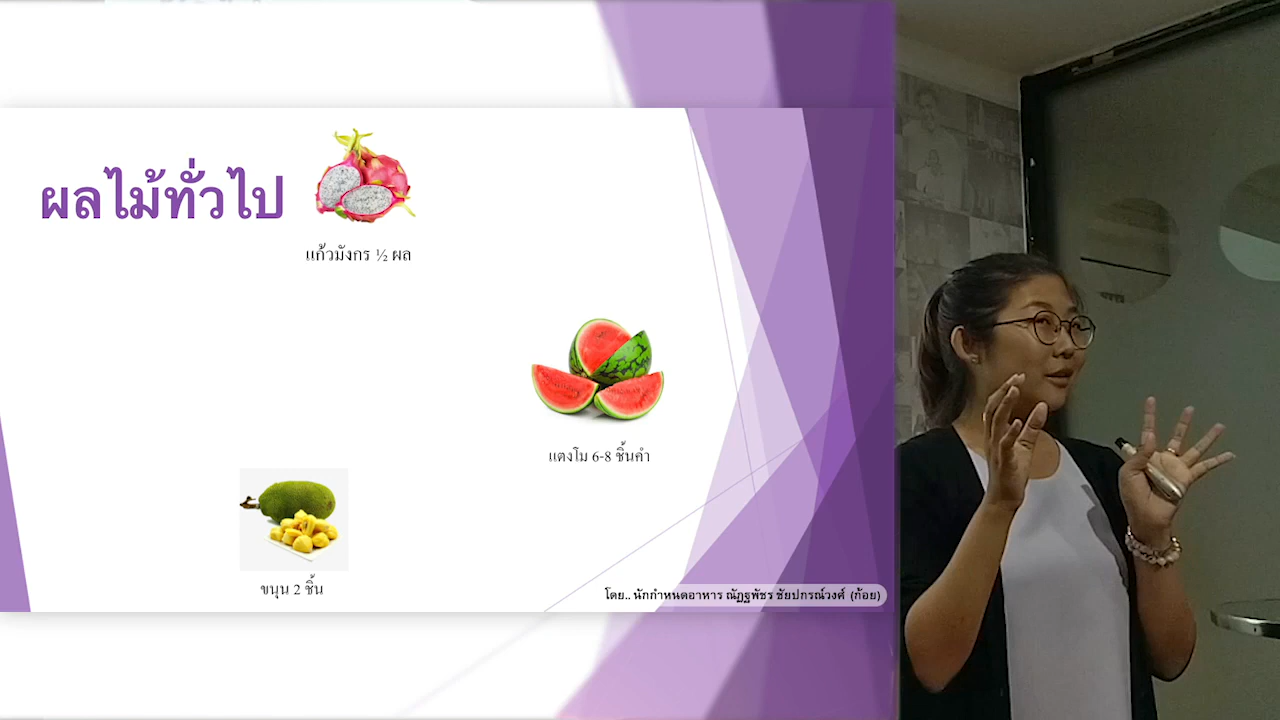 ผลไม้ทั่วไป
แก้วมังกร ½ ผล
แตงโม 6-8 ชิ้นคำ
ขนุน 2 ชิ้น
โดย.. นักกำหนดอาหาร ณัฏฐพัชร ชัยปกรณ์วงศ์ (ก้อย)